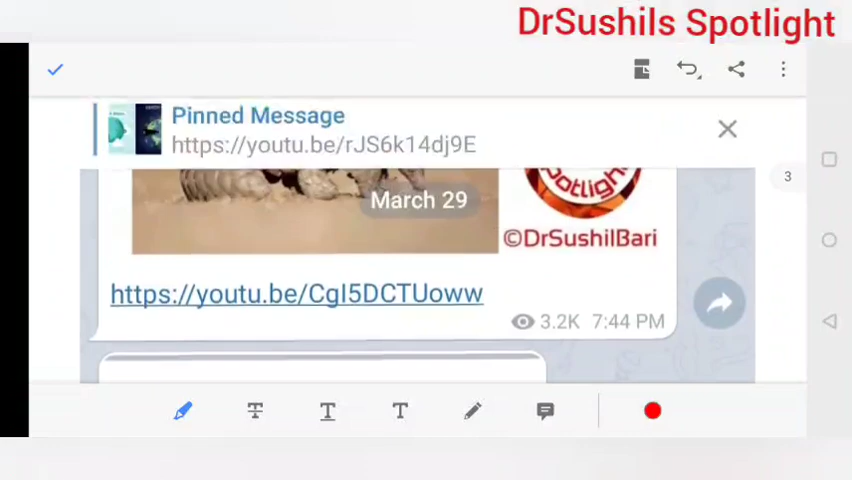 DrSushils Spotlight
Pinned Message
https://youtu.be/rJS6k14dj9E
3
March 29
Spotlight
©DrSushilBari
https://youtu.be/CgI5DCTUoww
3.2K 7:44 PM
T T T